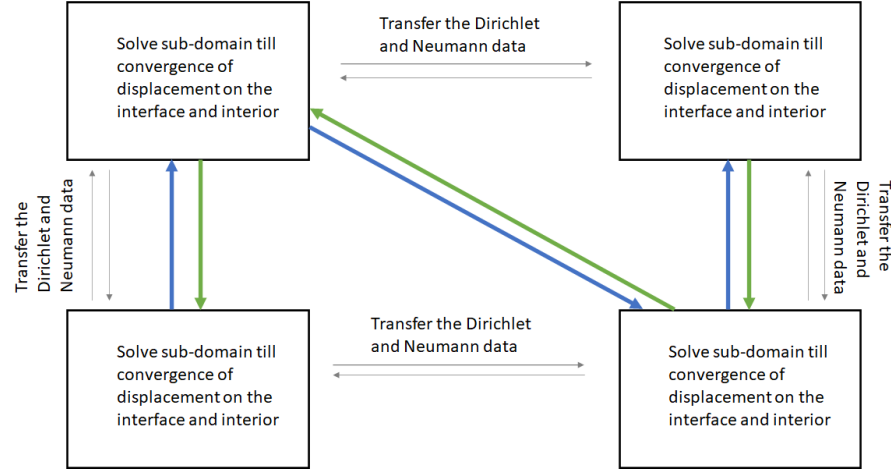 Solve sub-domain till
convergence of
displacement on the
interface and interior
Transfer the Dirichlet
and Neumann data
Solve sub-domain till
convergence of
displacement on the
interface and interior
Transfer the
Dirichlet and
Neumann data
Transfer the
Dirichlet and
Neumann data
Solve sub-domain till
convergence of
displacement on the
interface and interior
Transfer the Dirichlet
and Neumann data
Solve sub-domain till
convergence of
displacement on the
interface and interior